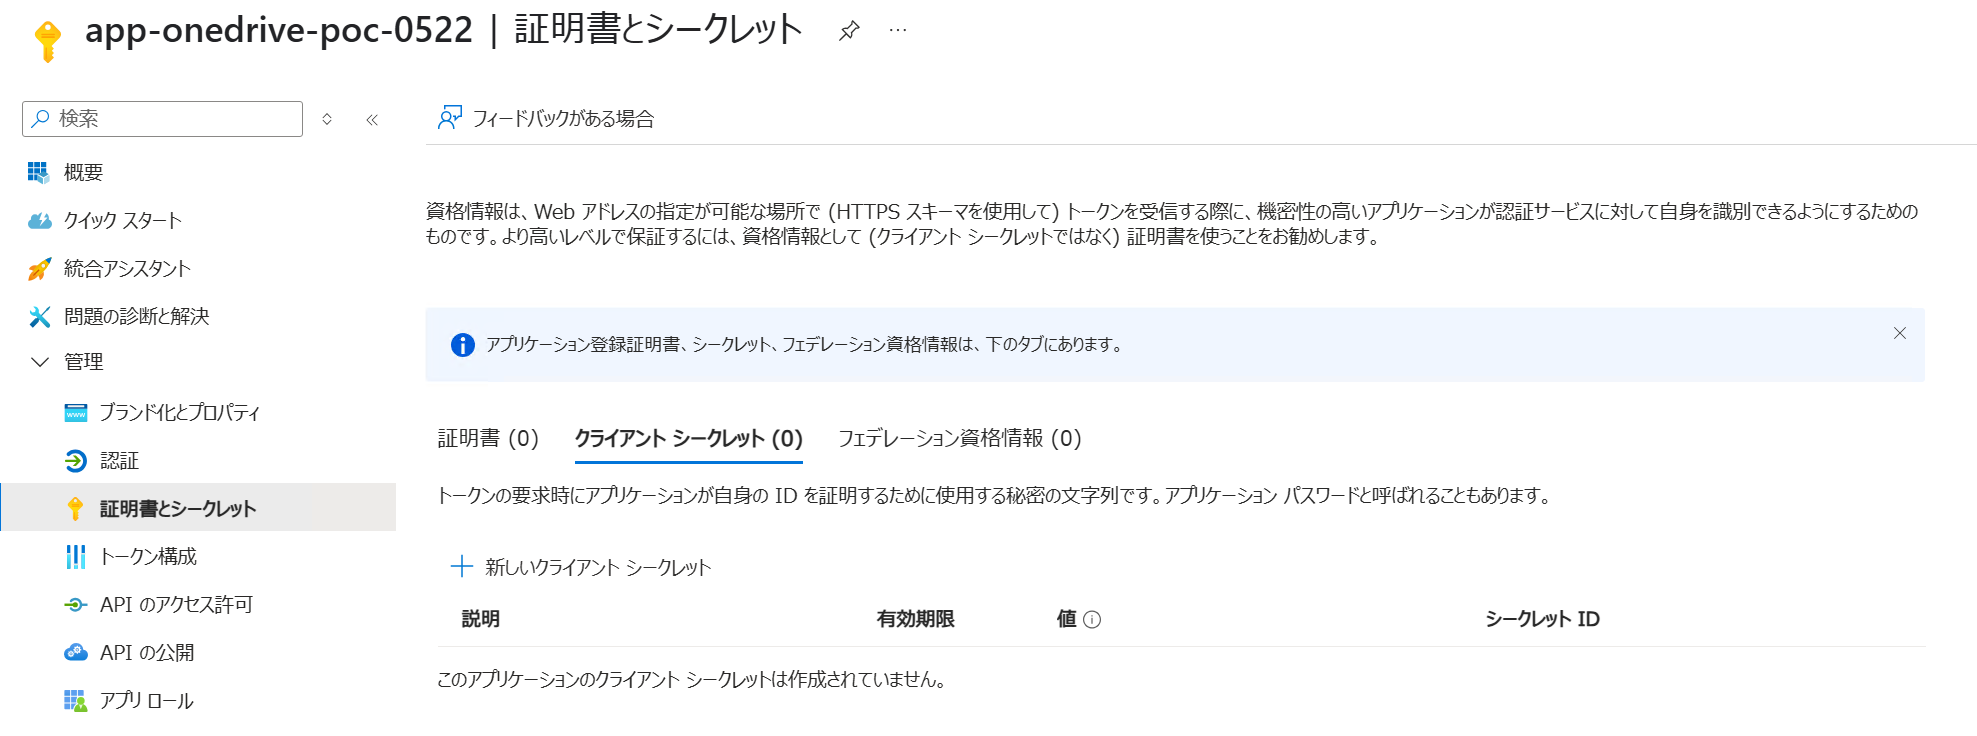 app-onedrive-poc-0522 | 証明書とシークレット
検索
概要
クイック スタート
統合アシスタント
問題の診断と解決
管理
ブランド化とプロパティ
認証
証明書とシークレット
トークン構成
API のアクセス許可
API の公開
アプリ ロール
フィードバックがある場合
資格情報は、Web アドレスの指定が可能な場所で (HTTPS スキーマを使用して) トークンを受信する際に、機密性の高いアプリケーションが認証サービスに対して自身を識別できるようにするための
ものです。より高いレベルで保証するには、資格情報として (クライアント シークレットではなく) 証明書を使うことをお勧めします。
アプリケーション登録証明書、シークレット、フェデレーション資格情報は、下のタブにあります。
証明書 (0) クライアント シークレット (0) フェデレーション資格情報 (0)
トークンの要求時にアプリケーションが自身の ID を証明するために使用する秘密の文字列です。アプリケーション パスワードと呼ばれることもあります。
新しいクライアント シークレット
説明 有効期限 値 シークレット ID
このアプリケーションのクライアント シークレットは作成されていません。